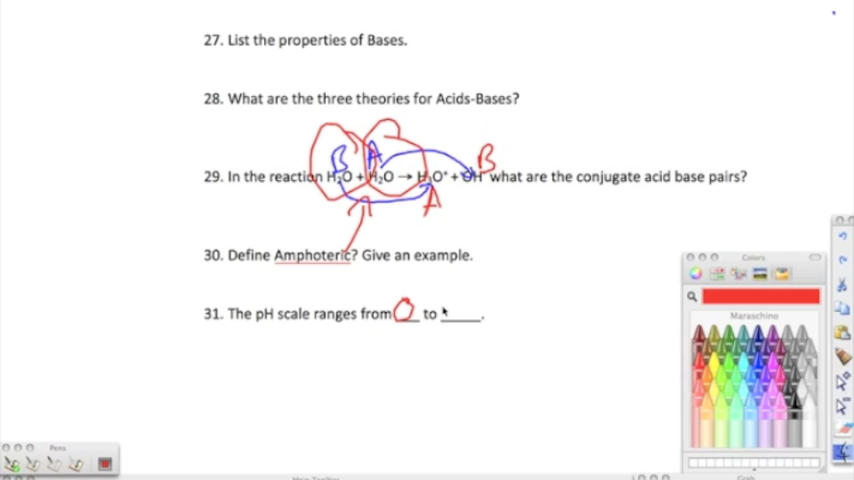 27. List the properties of Bases.
28. What are the three theories for Acids-Bases?
B A B
29. In the reaction H₂O + H₂O → H₃O⁺ + OH⁻ what are the conjugate acid base pairs?
A
30. Define Amphoteric? Give an example.
31. The pH scale ranges from 0 to ____.
Colors
Maraschino
Pens